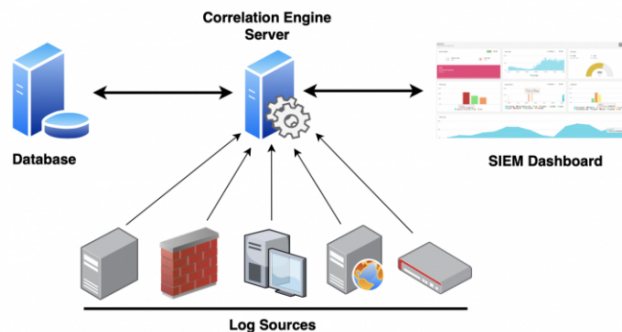 Correlation Engine
Server
Database
SIEM Dashboard
Log Sources